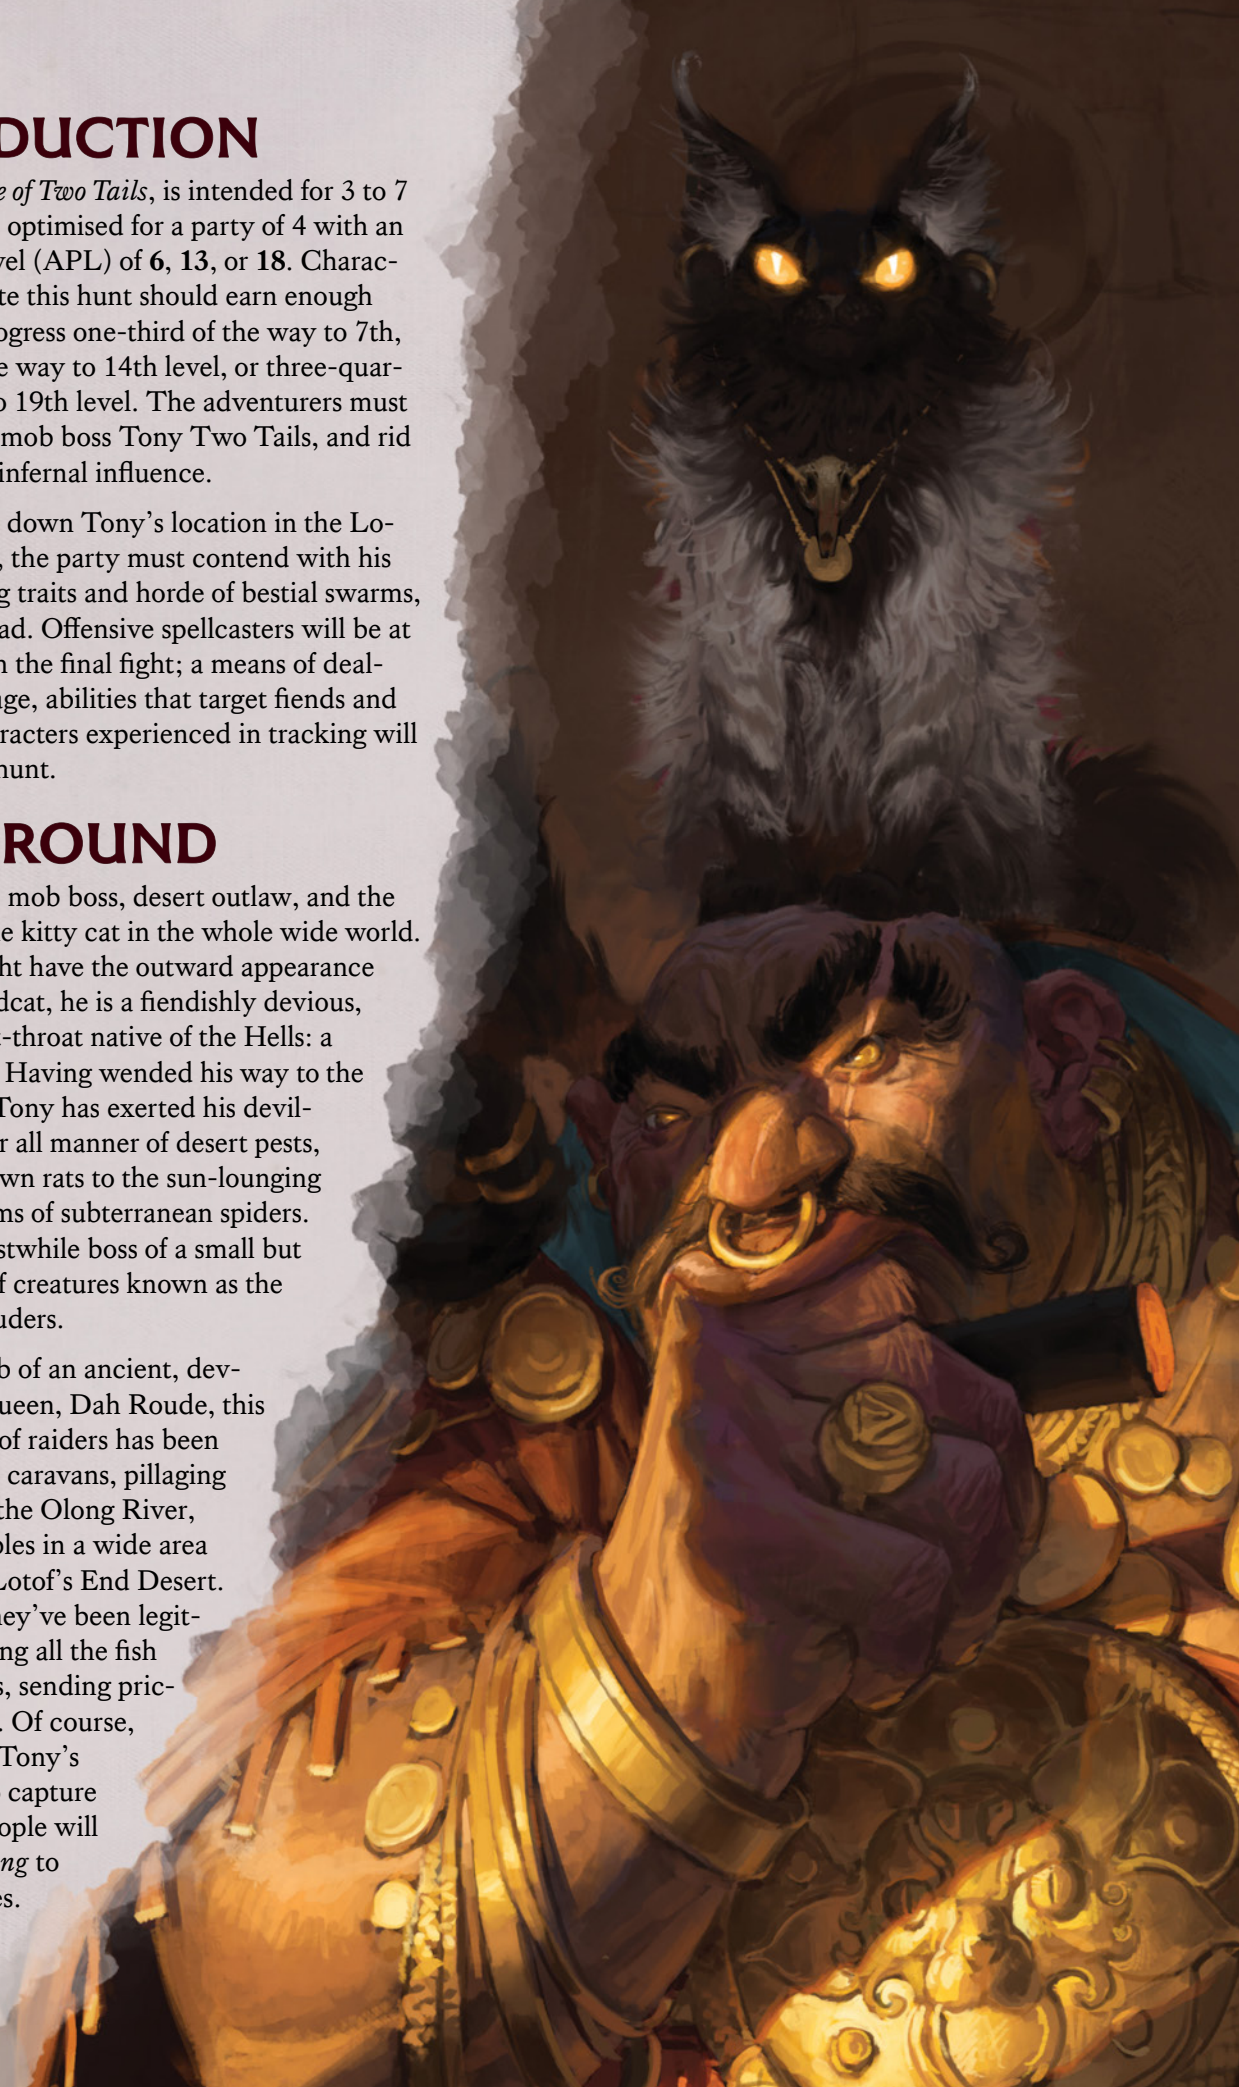 DUCTION
e of Two Tails, is intended for 3 to 7
optimised for a party of 4 with an
vel (APL) of 6, 13, or 18. Charac-
te this hunt should earn enough
ogress one-third of the way to 7th,
e way to 14th level, or three-quar-
o 19th level. The adventurers must
mob boss Tony Two Tails, and rid
infernal influence.
down Tony's location in the Lo-
, the party must contend with his
g traits and horde of bestial swarms,
ad. Offensive spellcasters will be at
n the final fight; a means of deal-
age, abilities that target fiends and
racters experienced in tracking will
hunt.
ROUND
mob boss, desert outlaw, and the
le kitty cat in the whole wide world.
ht have the outward appearance
dcat, he is a fiendishly devious,
t-throat native of the Hells: a
Having wended his way to the
Tony has exerted his devil-
r all manner of desert pests,
wn rats to the sun-lounging
ms of subterranean spiders.
stwhile boss of a small but
f creatures known as the
uders.
b of an ancient, dev-
ueen, Dah Roude, this
of raiders has been
caravans, pillaging
the Olong River,
ples in a wide area
Lotof's End Desert.
hey've been legit-
ng all the fish
s, sending pric-
. Of course,
Tony's
capture
ople will
ng to
es.